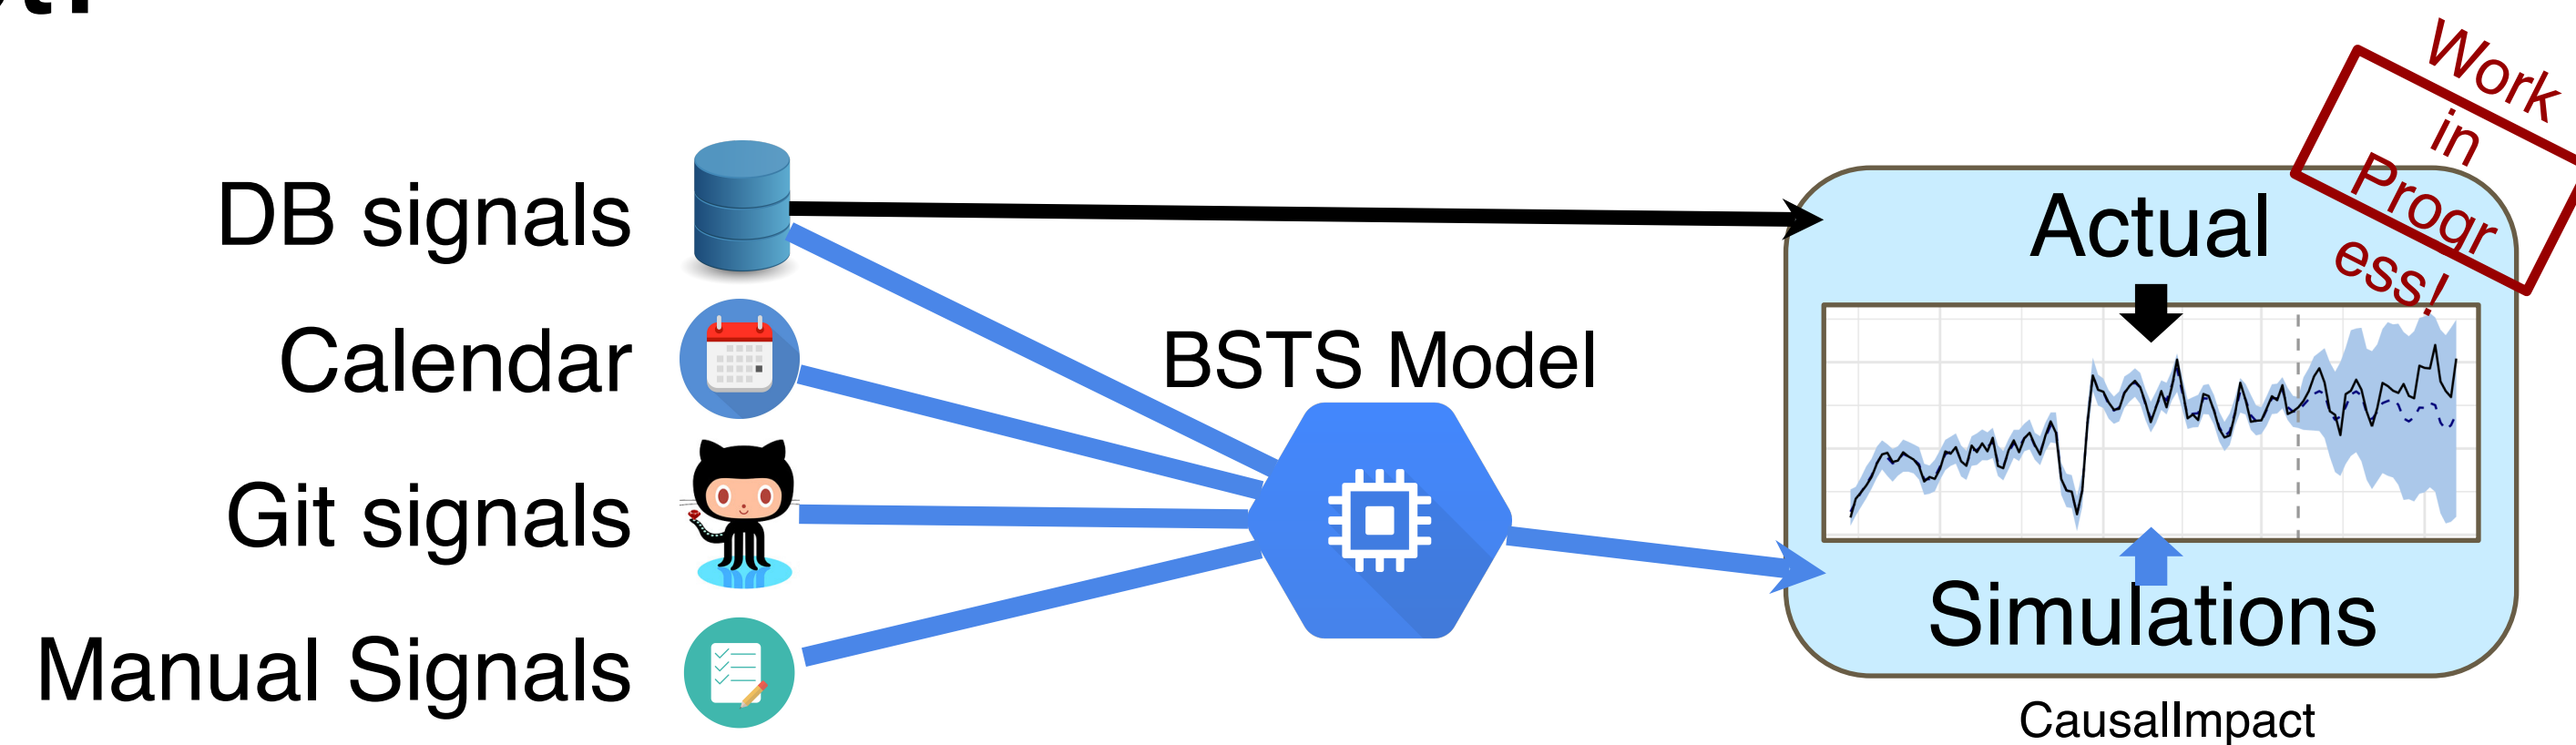 DB signals
Calendar
Git signals
Manual Signals
BSTS Model
Actual
Simulations
CausalImpact
Work
in
Progr
ess!